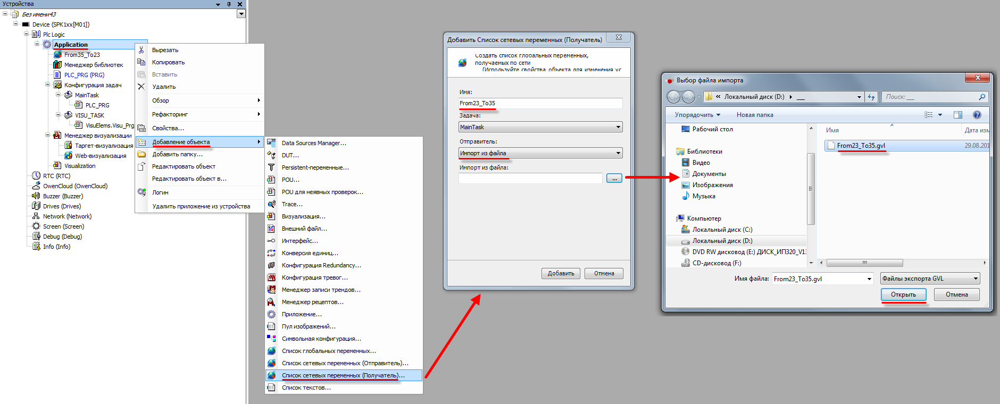 Устройства
Без имени43
Device (SPK1xx[M01])
Plc Logic
Application
From35_To23
Менеджер библиотек
PLC_PRG (PRG)
Конфигурация задач
MainTask
PLC_PRG
VISU_TASK
VisuElems.Visu_Prg
Менеджер визуализации
Таргет-визуализация
Web-визуализация
Visualization
RTC (RTC)
OwenCloud (OwenCloud)
Buzzer (Buzzer)
Drives (Drives)
Network (Network)
Screen (Screen)
Debug (Debug)
Info (Info)
Вырезать
Копировать
Вставить
Удалить
Обзор
Рефакторинг
Свойства...
Добавление объекта
Добавить папку...
Редактировать объект
Редактировать объект в...
Логин
Удалить приложение из устройства
Data Sources Manager...
DUT...
Persistent-переменные...
POU...
POU для неявных проверок...
Trace...
Визуализация...
Внешний файл...
Интерфейс...
Конверсия единиц...
Конфигурация Redundancy...
Конфигурация тревог...
Менеджер записи трендов...
Менеджер рецептов...
Приложение...
Пул изображений...
Символьная конфигурация...
Список глобальных переменных...
Список сетевых переменных (Отправитель)...
Список сетевых переменных (Получатель)...
Список текстов...
Добавить Список сетевых переменных (Получатель)
Создать список глобальных переменных,
получаемых по сети
(Используйте свойства объекта для изменения ус
Имя:
From23_To35
Задача:
MainTask
Отправитель:
Импорт из файла
Импорт из файла:
...
Добавить
Отмена
Выбор файла импорта
« Локальный диск (D:) ▸ ___
Поиск: ___
Упорядочить
Новая папка
Рабочий стол
Библиотеки
Видео
Документы
Изображения
Музыка
Компьютер
Локальный диск (C:)
Локальный диск (D:)
DVD RW дисковод (E:) ДИСК_ИП320_V13
CD-дисковод (F:)
Имя
Дата изм
From23_To35.gvl
29.08.201
Имя файла:
From23_To35.gvl
Файлы экспорта GVL
Открыть
Отмена